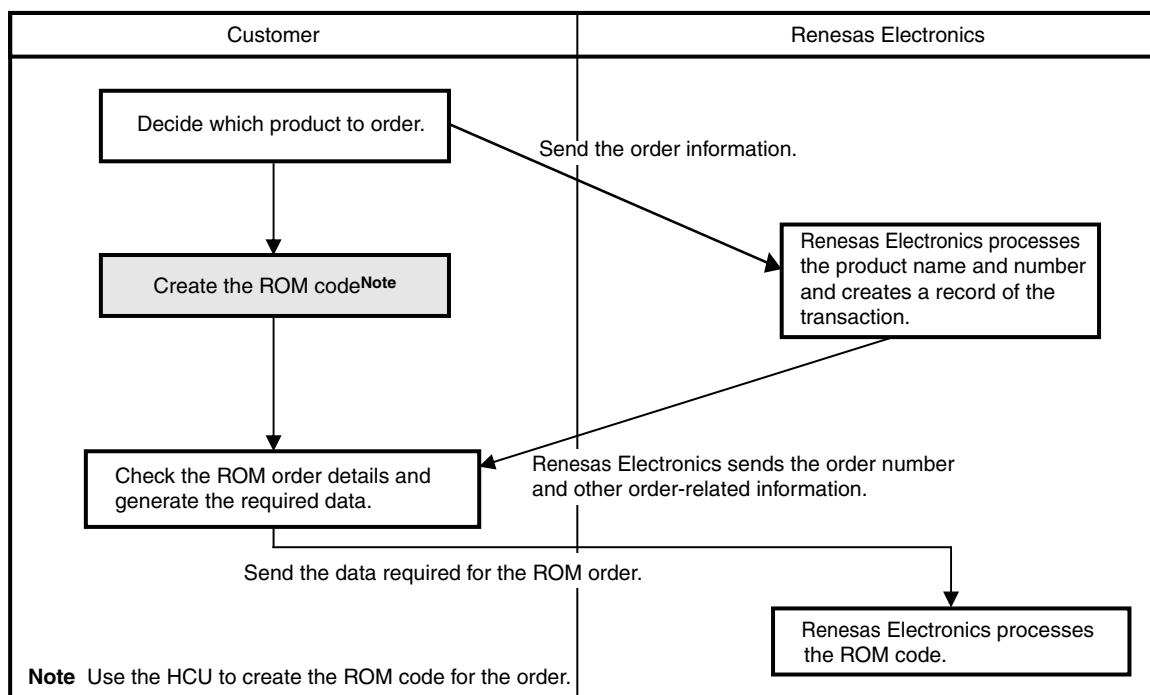 Customer
Renesas Electronics
Decide which product to order.
Send the order information.
Renesas Electronics processes
the product name and number
and creates a record of the
transaction.
Create the ROM codeNote
Check the ROM order details and
generate the required data.
Renesas Electronics sends the order number
and other order-related information.
Send the data required for the ROM order.
Renesas Electronics processes
the ROM code.
Note Use the HCU to create the ROM code for the order.